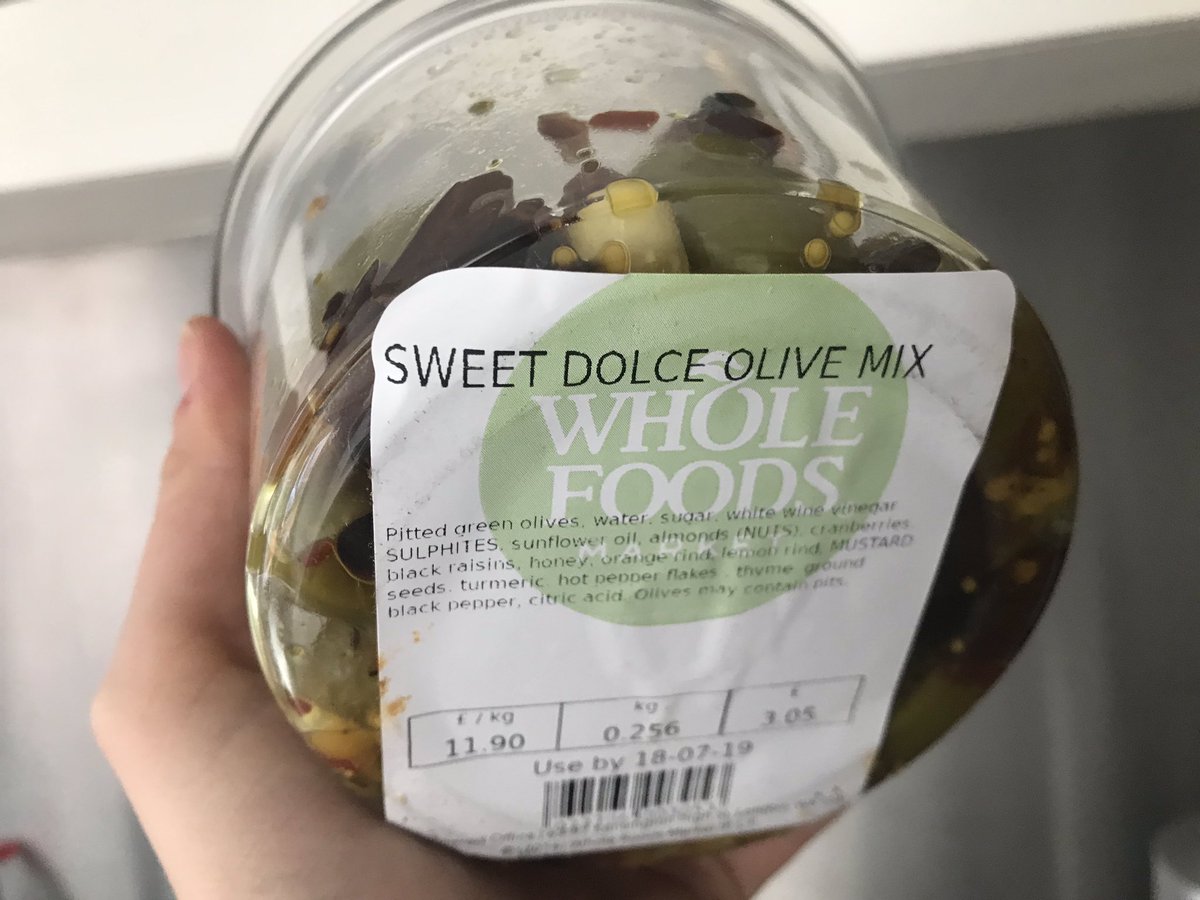 SWEET DOLCE OLIVE MIX
WHOLE
FOODS
MARKET
Pitted green olives, water, sugar, white wine vinegar
SULPHITES, sunflower oil, almonds (NUTS), cranberries,
black raisins, honey, orange rind, lemon rind, MUSTARD
seeds, turmeric, hot pepper flakes , thyme, ground
black pepper, citric acid. Olives may contain pits.
£ / kg kg £
11.90 0.256 3.05
Use by 18-07-19